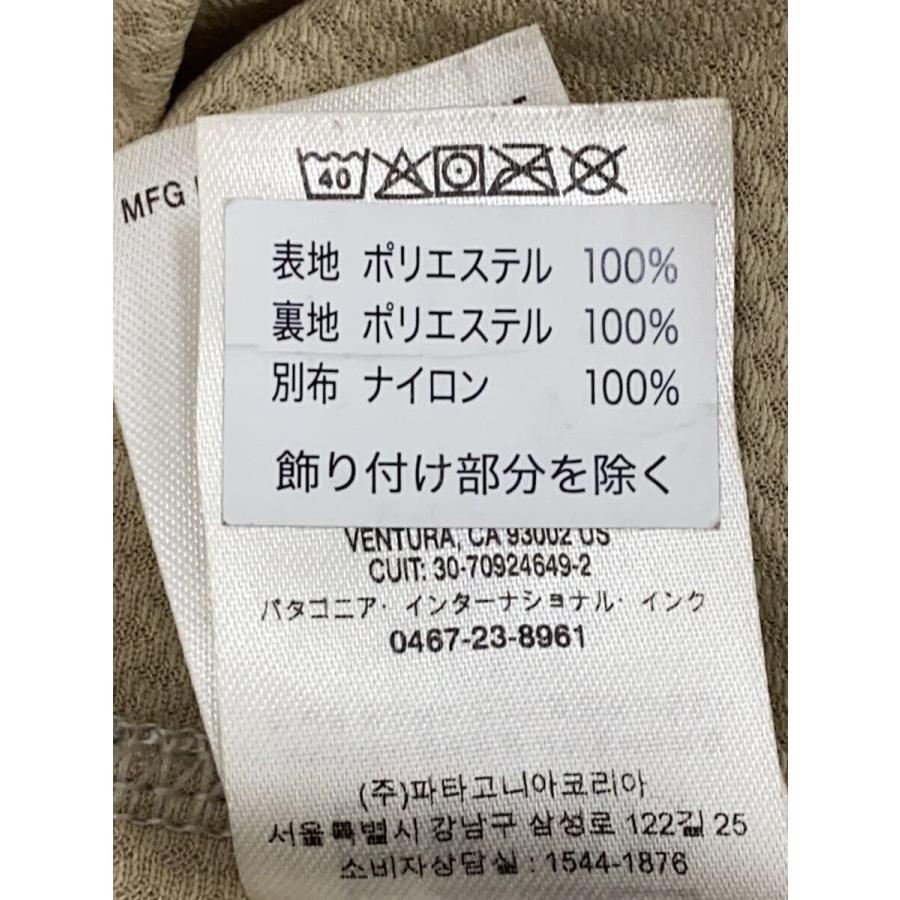 MFG
40
表地 ポリエステル 100%
裏地 ポリエステル 100%
別布 ナイロン 100%
飾り付け部分を除く
VENTURA, CA 93002 US
CUIT: 30-70924649-2
パタゴニア・インターナショナル・インク
0467-23-8961
(주)파타고니아코리아
서울특별시 강남구 삼성로 122길 25
소비자상담실 : 1544-1876